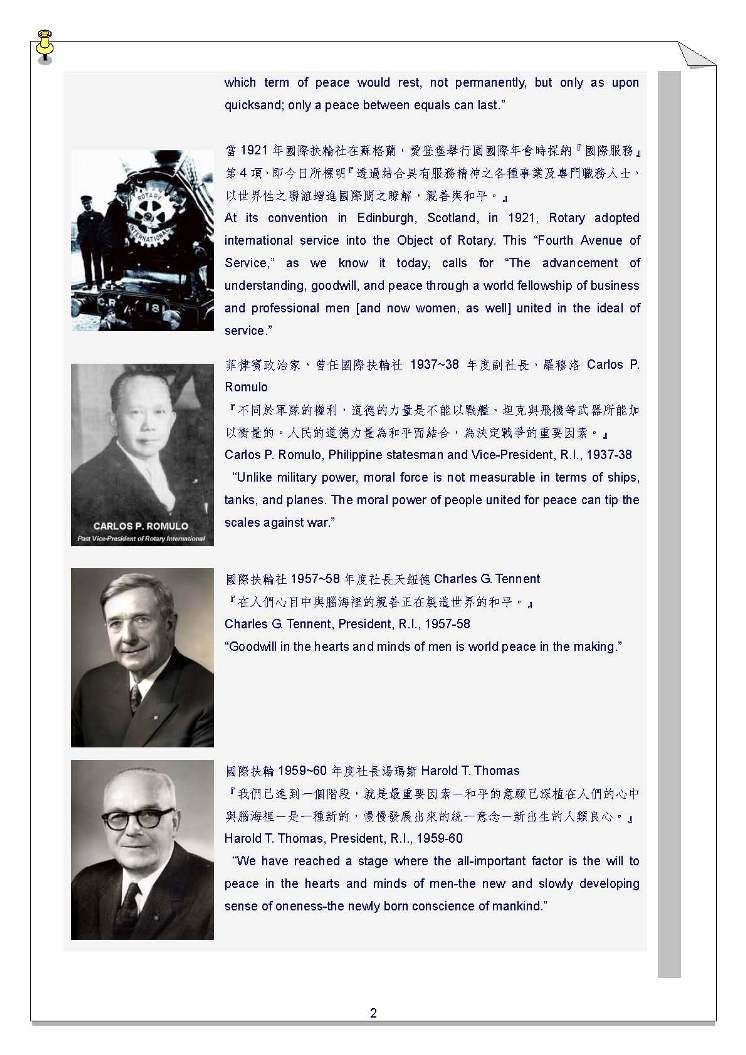 which term of peace would rest, not permanently, but only as upon
quicksand; only a peace between equals can last.”
當 1921 年國際扶輪社在蘇格蘭，愛登堡舉行國際年會時採納『國際服務』
第 4 項，即今日所標明『透過結合具有服務精神之各種事業及專門職務人士，
以世界性之聯誼增進國際間之瞭解，親善與和平。』
At its convention in Edinburgh, Scotland, in 1921, Rotary adopted
international service into the Object of Rotary. This “Fourth Avenue of
Service,” as we know it today, calls for “The advancement of
understanding, goodwill, and peace through a world fellowship of business
and professional men [and now women, as well] united in the ideal of
service.”
ROTARY
INTERNATIONAL
C.R. 181
菲律賓政治家、曾任國際扶輪社 1937~38 年度副社長、羅穆洛 Carlos P.
Romulo
『不同於軍隊的權利，道德的力量是不能以戰艦、坦克與飛機等武器所能加
以衡量的。人民的道德力量為和平而結合，為決定戰爭的重要因素。』
Carlos P. Romulo, Philippine statesman and Vice-President, R.I., 1937-38
“Unlike military power, moral force is not measurable in terms of ships,
tanks, and planes. The moral power of people united for peace can tip the
scales against war.”
CARLOS P. ROMULO
Past Vice-President of Rotary International
國際扶輪社 1957~58 年度社長天鈕德 Charles G. Tennent
『在人們心目中與腦海裡的親善正在製造世界的和平。』
Charles G. Tennent, President, R.I., 1957-58
“Goodwill in the hearts and minds of men is world peace in the making.”
國際扶輪 1959~60 年度社長湯瑪斯 Harold T. Thomas
『我們已達到一個階段，就是最重要因素－和平的意願已深植在人們的心中
與腦海裡－是一種新的，慢慢發展出來的統一意念－新出生的人類良心。』
Harold T. Thomas, President, R.I., 1959-60
“We have reached a stage where the all-important factor is the will to
peace in the hearts and minds of men-the new and slowly developing
sense of oneness-the newly born conscience of mankind.”
2